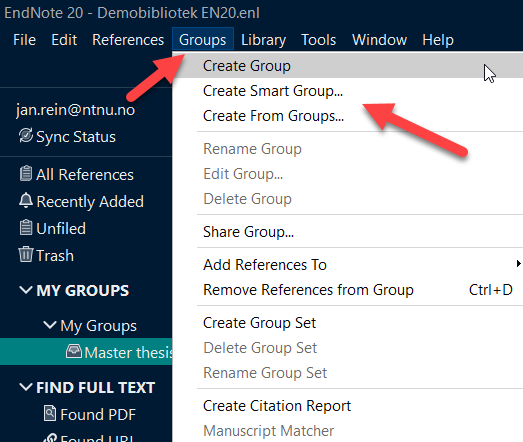 EndNote 20 - Demobibliotek EN20.enl
File Edit References Groups Library Tools Window Help
Create Group
Create Smart Group...
jan.rein@ntnu.no
Create From Groups...
Sync Status
Rename Group
All References
Edit Group...
Recently Added
Delete Group
Unfiled
Share Group...
Trash
Add References To
MY GROUPS
Remove References from Group Ctrl+D
My Groups
Create Group Set
Master thesis
Delete Group Set
Rename Group Set
FIND FULL TEXT
Found PDF
Create Citation Report
Found URL
Manuscript Matcher